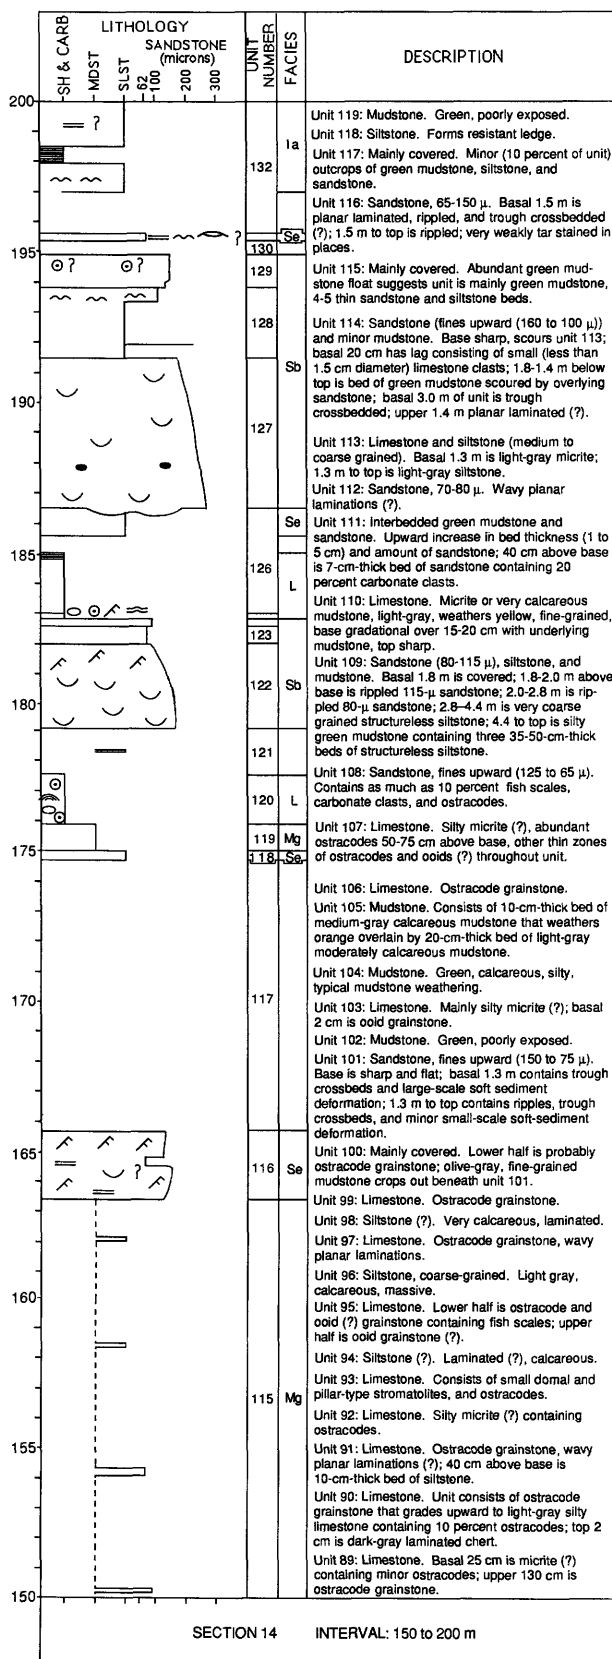 LITHOLOGY
SH & CARB
MDST
SLST
SANDSTONE
(microns)
62
100
200
300
UNIT
NUMBER
FACIES
DESCRIPTION
200
195
190
185
180
175
170
165
160
155
150
132
130
129
128
127
126
123
122
121
120
119
118
117
116
115
Ia
Se
Sb
Se
L
Sb
L
Mg
Se
Se
Mg
?
?
?
?
?
Unit 119: Mudstone. Green, poorly exposed.
Unit 118: Siltstone. Forms resistant ledge.
Unit 117: Mainly covered. Minor (10 percent of unit)
outcrops of green mudstone, siltstone, and
sandstone.
Unit 116: Sandstone, 65-150 µ. Basal 1.5 m is
planar laminated, rippled, and trough crossbedded
(?); 1.5 m to top is rippled; very weakly tar stained in
places.
Unit 115: Mainly covered. Abundant green mud-
stone float suggests unit is mainly green mudstone,
4-5 thin sandstone and siltstone beds.
Unit 114: Sandstone (fines upward (160 to 100 µ))
and minor mudstone. Base sharp, scours unit 113;
basal 20 cm has lag consisting of small (less than
1.5 cm diameter) limestone clasts; 1.8-1.4 m below
top is bed of green mudstone scoured by overlying
sandstone; basal 3.0 m of unit is trough
crossbedded; upper 1.4 m planar laminated (?).
Unit 113: Limestone and siltstone (medium to
coarse grained). Basal 1.3 m is light-gray micrite;
1.3 m to top is light-gray siltstone.
Unit 112: Sandstone, 70-80 µ. Wavy planar
laminations (?).
Unit 111: Interbedded green mudstone and
sandstone. Upward increase in bed thickness (1 to
5 cm) and amount of sandstone; 40 cm above base
is 7-cm-thick bed of sandstone containing 20
percent carbonate clasts.
Unit 110: Limestone. Micrite or very calcareous
mudstone, light-gray, weathers yellow, fine-grained,
base gradational over 15-20 cm with underlying
mudstone, top sharp.
Unit 109: Sandstone (80-115 µ), siltstone, and
mudstone. Basal 1.8 m is covered; 1.8-2.0 m above
base is rippled 115-µ sandstone; 2.0-2.8 m is rip-
pled 80-µ sandstone; 2.8–4.4 m is very coarse
grained structureless siltstone; 4.4 to top is silty
green mudstone containing three 35-50-cm-thick
beds of structureless siltstone.
Unit 108: Sandstone, fines upward (125 to 65 µ).
Contains as much as 10 percent fish scales,
carbonate clasts, and ostracodes.
Unit 107: Limestone. Silty micrite (?), abundant
ostracodes 50-75 cm above base, other thin zones
of ostracodes and ooids (?) throughout unit.
Unit 106: Limestone. Ostracode grainstone.
Unit 105: Mudstone. Consists of 10-cm-thick bed of
medium-gray calcareous mudstone that weathers
orange overlain by 20-cm-thick bed of light-gray
moderately calcareous mudstone.
Unit 104: Mudstone. Green, calcareous, silty,
typical mudstone weathering.
Unit 103: Limestone. Mainly silty micrite (?); basal
2 cm is ooid grainstone.
Unit 102: Mudstone. Green, poorly exposed.
Unit 101: Sandstone, fines upward (150 to 75 µ).
Base is sharp and flat; basal 1.3 m contains trough
crossbeds and large-scale soft sediment
deformation; 1.3 m to top contains ripples, trough
crossbeds, and minor small-scale soft-sediment
deformation.
Unit 100: Mainly covered. Lower half is probably
ostracode grainstone; olive-gray, fine-grained
mudstone crops out beneath unit 101.
Unit 99: Limestone. Ostracode grainstone.
Unit 98: Siltstone (?). Very calcareous, laminated.
Unit 97: Limestone. Ostracode grainstone, wavy
planar laminations.
Unit 96: Siltstone, coarse-grained. Light gray,
calcareous, massive.
Unit 95: Limestone. Lower half is ostracode and
ooid (?) grainstone containing fish scales; upper
half is ooid grainstone (?).
Unit 94: Siltstone (?). Laminated (?), calcareous.
Unit 93: Limestone. Consists of small domal and
pillar-type stromatolites, and ostracodes.
Unit 92: Limestone. Silty micrite (?) containing
ostracodes.
Unit 91: Limestone. Ostracode grainstone, wavy
planar laminations (?); 40 cm above base is
10-cm-thick bed of siltstone.
Unit 90: Limestone. Unit consists of ostracode
grainstone that grades upward to light-gray silty
limestone containing 10 percent ostracodes; top 2
cm is dark-gray laminated chert.
Unit 89: Limestone. Basal 25 cm is micrite (?)
containing minor ostracodes; upper 130 cm is
ostracode grainstone.
SECTION 14 INTERVAL: 150 to 200 m